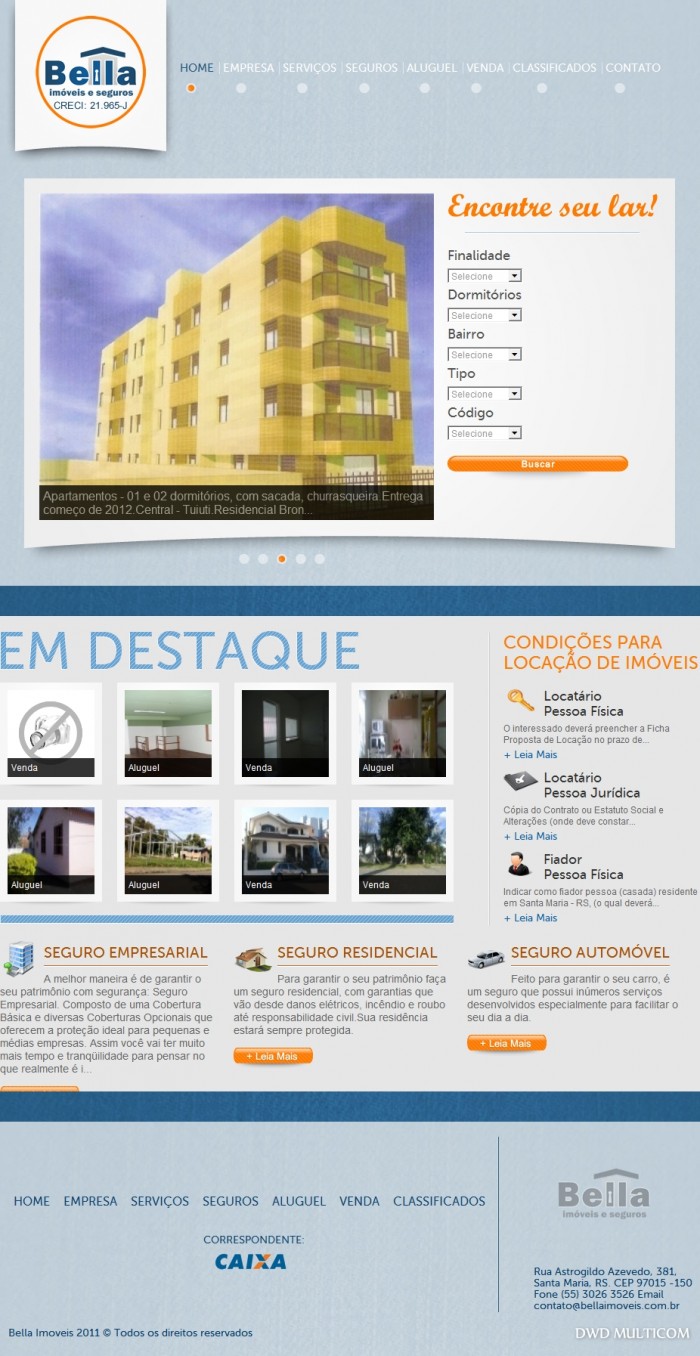 Bella
imóveis e seguros
CRECI: 21.965-J
HOME | EMPRESA | SERVIÇOS | SEGUROS | ALUGUEL | VENDA | CLASSIFICADOS | CONTATO
Encontre seu lar!
Finalidade
Selecione
Dormitórios
Selecione
Bairro
Selecione
Tipo
Selecione
Código
Selecione
Buscar
Apartamentos - 01 e 02 dormitórios, com sacada, churrasqueira.Entrega
começo de 2012.Central - Tuiuti.Residencial Bron...
EM DESTAQUE
Venda
Aluguel
Venda
Aluguel
Aluguel
Aluguel
Venda
Venda
CONDIÇÕES PARA
LOCAÇÃO DE IMÓVEIS
Locatário
Pessoa Física
O interessado deverá preencher a Ficha
Proposta de Locação no prazo de...
+ Leia Mais
Locatário
Pessoa Jurídica
Cópia do Contrato ou Estatuto Social e
Alterações (onde deve constar...
+ Leia Mais
Fiador
Pessoa Física
Indicar como fiador pessoa (casada) residente
em Santa Maria - RS, (o qual deverá...
+ Leia Mais
SEGURO EMPRESARIAL
A melhor maneira é de garantir o
seu patrimônio com segurança: Seguro
Empresarial. Composto de uma Cobertura
Básica e diversas Coberturas Opcionais que
oferecem a proteção ideal para pequenas e
médias empresas. Assim você vai ter muito
mais tempo e tranqüilidade para pensar no
que realmente é i...
SEGURO RESIDENCIAL
Para garantir o seu patrimônio faça
um seguro residencial, com garantias que
vão desde danos elétricos, incêndio e roubo
até responsabilidade civil.Sua residência
estará sempre protegida.
+ Leia Mais
SEGURO AUTOMÓVEL
Feito para garantir o seu carro, é
um seguro que possui inúmeros serviços
desenvolvidos especialmente para facilitar o
seu dia a dia.
+ Leia Mais
HOME EMPRESA SERVIÇOS SEGUROS ALUGUEL VENDA CLASSIFICADOS
CORRESPONDENTE:
CAIXA
Bella
imóveis e seguros
Rua Astrogildo Azevedo, 381,
Santa Maria, RS. CEP 97015 -150
Fone (55) 3026 3526 Email
contato@bellaimoveis.com.br
Bella Imoveis 2011 © Todos os direitos reservados
DWD MULTICOM